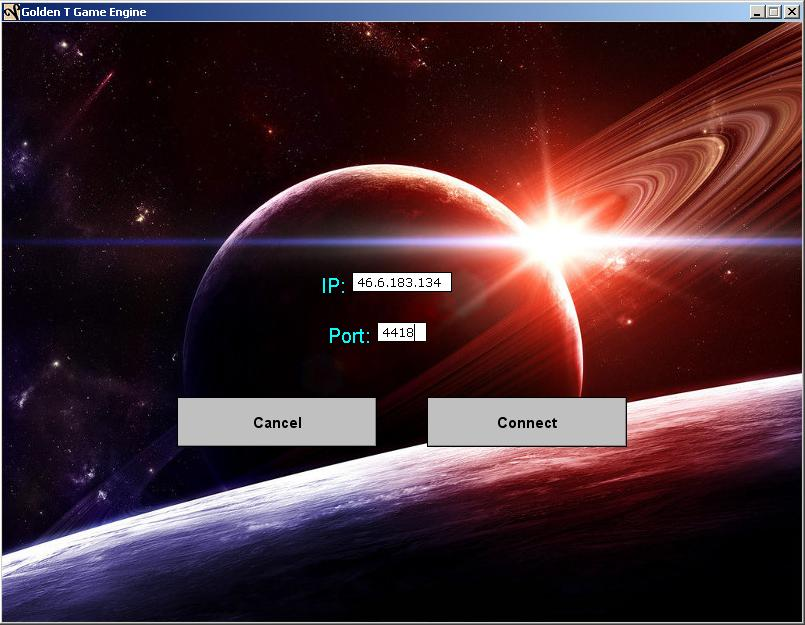 Golden T Game Engine
IP: 46.6.183.134
Port: 4418
Cancel Connect